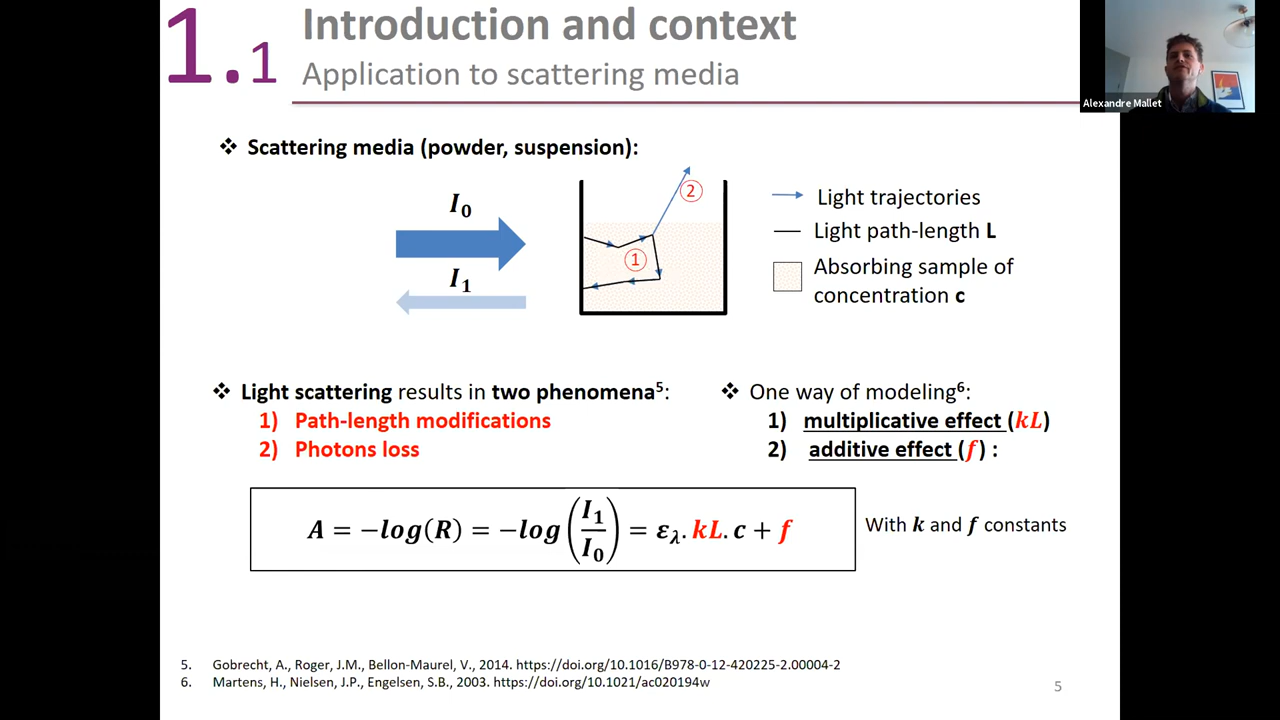 1.1
Introduction and context
Application to scattering media
Alexandre Mallet
❖ Scattering media (powder, suspension):
I₀
I₁
2
1
Light trajectories
Light path-length L
Absorbing sample of
concentration c
❖ Light scattering results in two phenomena⁵:
1) Path-length modifications
2) Photons loss
❖ One way of modeling⁶:
1) multiplicative effect (kL)
2) additive effect (f) :
A = −log(R) = −log(I₁/I₀) = ελ. kL. c + f
With k and f constants
5. Gobrecht, A., Roger, J.M., Bellon-Maurel, V., 2014. https://doi.org/10.1016/B978-0-12-420225-2.00004-2
6. Martens, H., Nielsen, J.P., Engelsen, S.B., 2003. https://doi.org/10.1021/ac020194w
5